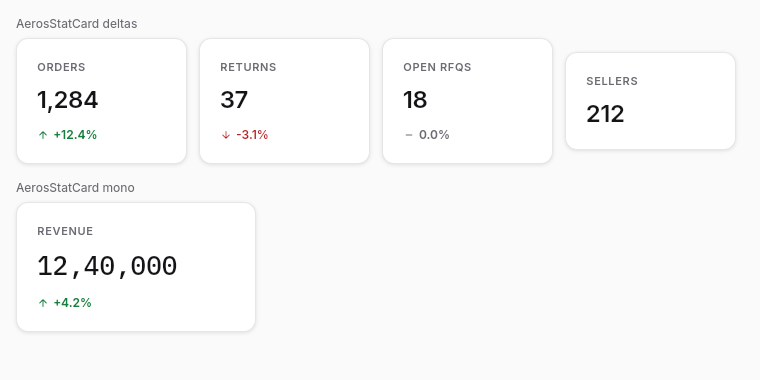 AerosStatCard deltas
ORDERS
1,284
↑ +12.4%
RETURNS
37
↓ -3.1%
OPEN RFQS
18
– 0.0%
SELLERS
212
AerosStatCard mono
REVENUE
12,40,000
↑ +4.2%